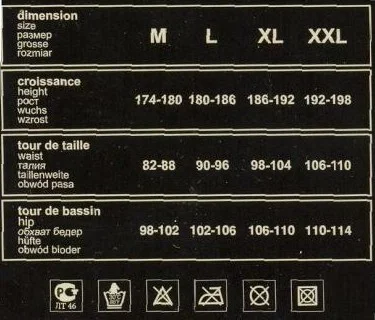 dimension
size
размер
grosse
rozmiar
M L XL XXL
croissance
height
рост
wuchs
wzrost
174-180 180-186 186-192 192-198
tour de taille
waist
талия
taillenweite
obwód pasa
82-88 90-96 98-104 106-110
tour de bassin
hip
обхват бедер
hüfte
obwód bioder
98-102 102-106 106-110 110-114
ЛТ 46